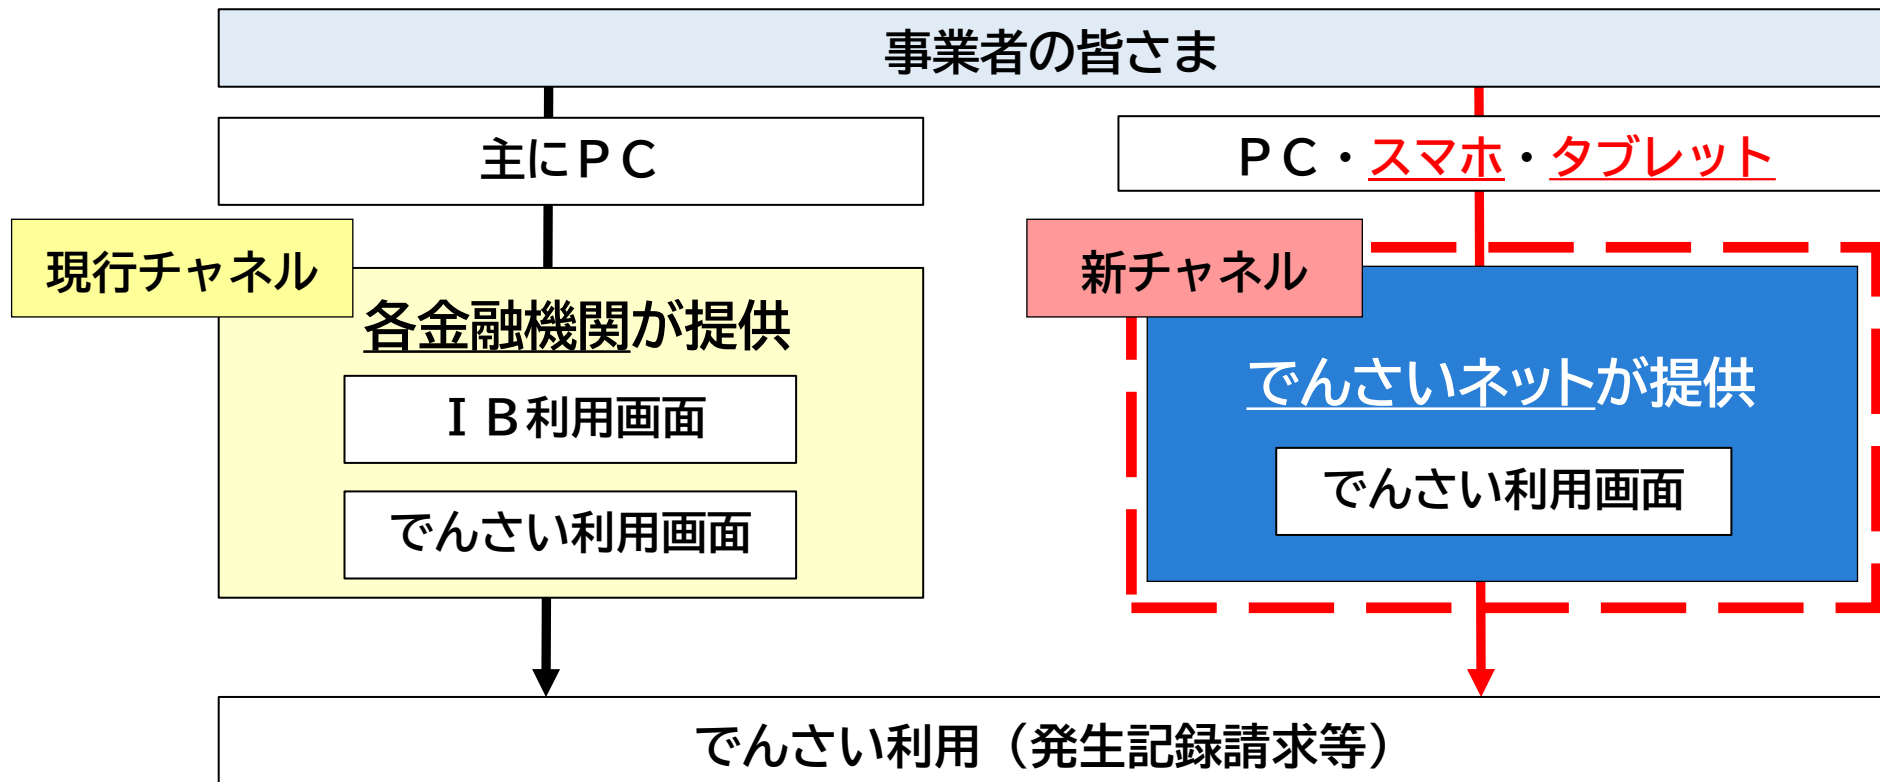 事業者の皆さま
主にＰＣ
ＰＣ・スマホ・タブレット
現行チャネル
新チャネル
各金融機関が提供
ＩＢ利用画面
でんさい利用画面
でんさいネットが提供
でんさい利用画面
でんさい利用（発生記録請求等）